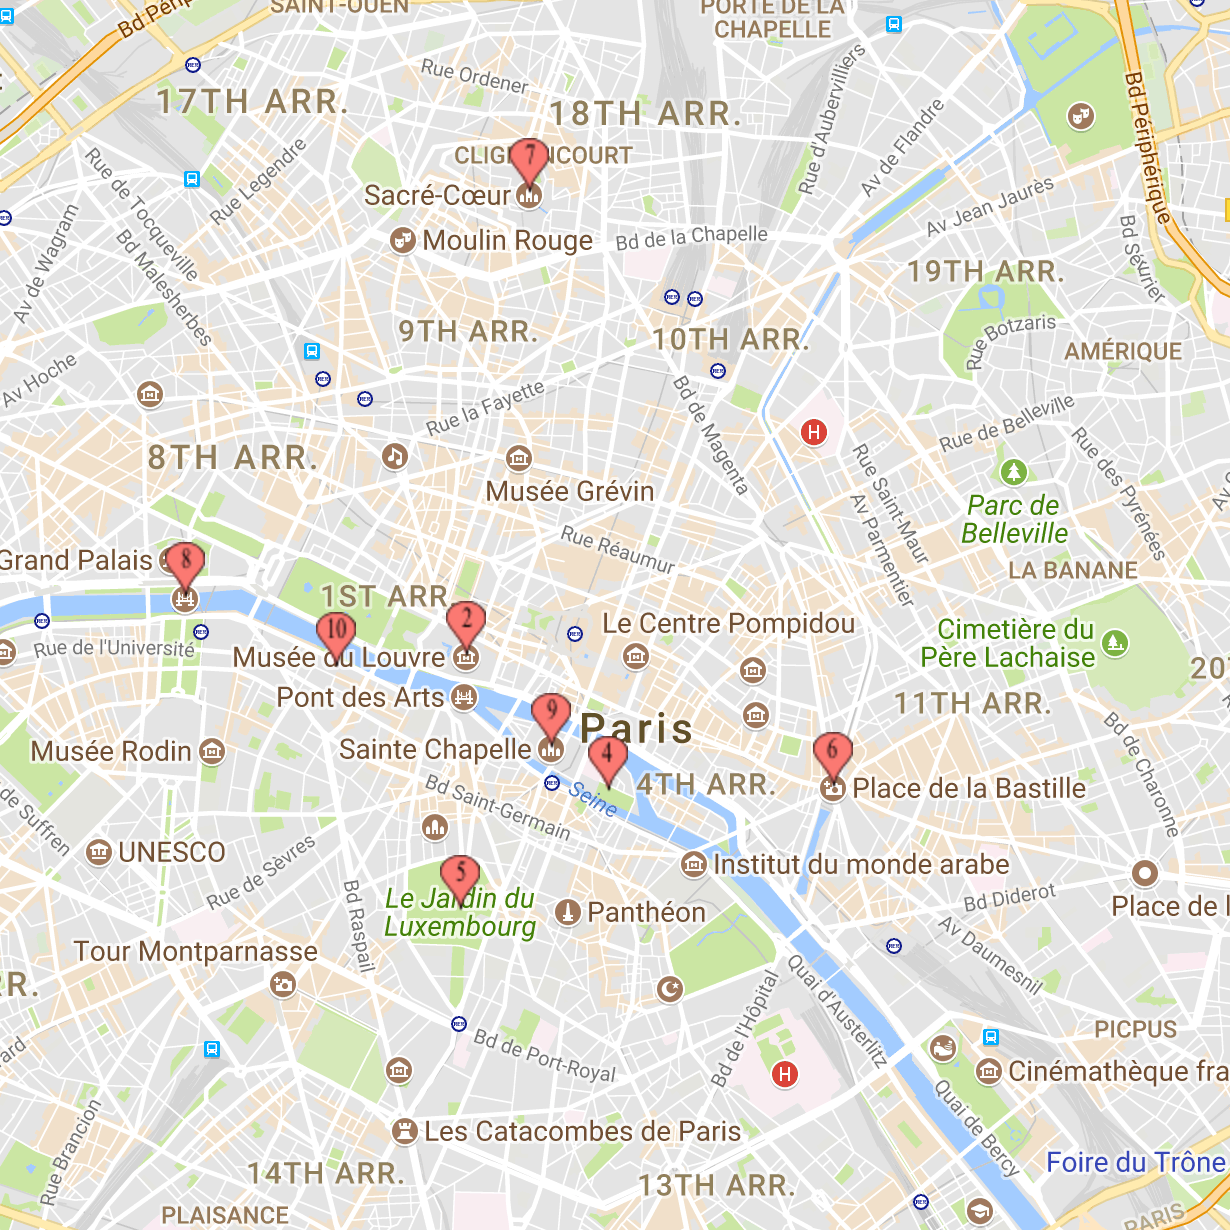 SAINT-OUEN
PORTE DE LA
CHAPELLE
Bd Périp
Rue Ordener
17TH ARR.
18TH ARR.
Rue d'Aubervilliers
Av de Flandre
Bd Périphérique
7
Rue de Tocqueville
Rue Legendre
Sacré-Cœur
Av Jean Jaurès
Av de Wagram
Bd Malesherbes
Moulin Rouge
Bd de la Chapelle
Bd Sérurier
19TH ARR.
9TH ARR.
10TH ARR.
Rue Botzaris
AMÉRIQUE
Av Hoche
Rue la Fayette
Bd de Magenta
Rue de Belleville
8TH ARR.
H
Rue Saint-Maur
Rue des Pyrénées
Musée Grévin
Av Parmentier
Parc de
Belleville
Rue Réaumur
Grand Palais
8
LA BANANE
1ST ARR.
2
10
Le Centre Pompidou
Cimetière du
Père Lachaise
Rue de l'Université
Musée du Louvre
20
Pont des Arts
11TH ARR.
9
Paris
Bd de Charonne
Musée Rodin
Sainte Chapelle
4
6
4TH ARR.
Place de la Bastille
Bd Saint-Germain
Seine
de Suffren
UNESCO
Rue de Sèvres
Institut du monde arabe
5
Le Jardin du
Luxembourg
Bd Raspail
Panthéon
Bd Diderot
Place de l
Tour Montparnasse
Av Daumesnil
RR.
Quai d'Austerlitz
Bd de l'Hôpital
PICPUS
Bd de Port-Royal
H
Cinémathèque fra
Quai de Bercy
Rue Brancion
Les Catacombes de Paris
14TH ARR.
13TH ARR.
Foire du Trône
PLAISANCE
PARIS